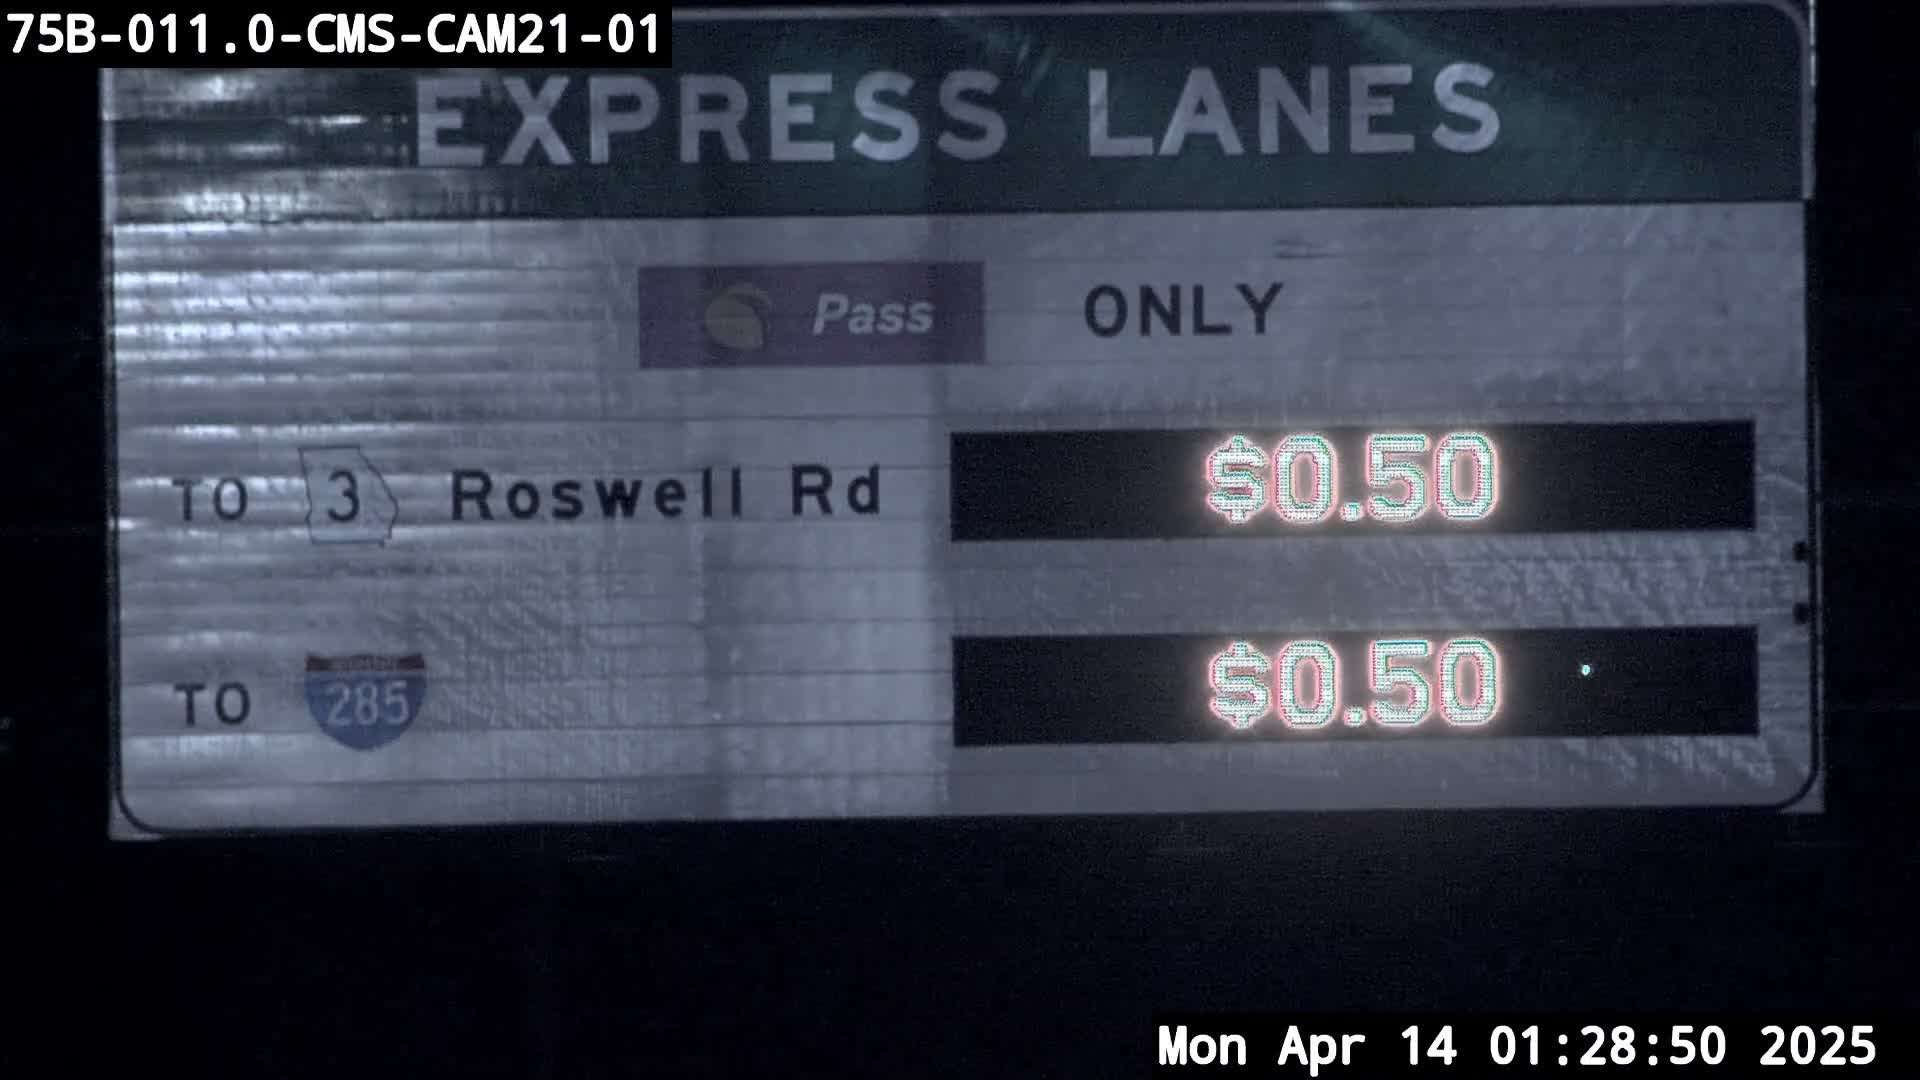 75B-011.0-CMS-CAM21-01
EXPRESS LANES
Pass ONLY
TO 3 Roswell Rd $0.50
TO 285 $0.50
Mon Apr 14 01:28:50 2025